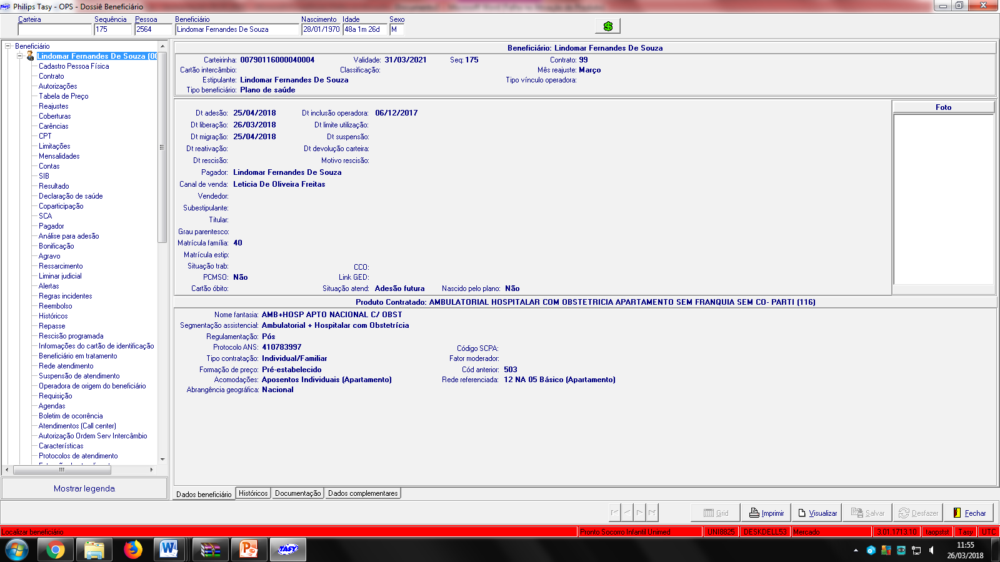 Philips Tasy - OPS - Dossiê Beneficiário
Carteira Sequência Pessoa Beneficiário Nascimento Idade Sexo
175 2564 Lindomar Fernandes De Souza 28/01/1970 48a 1m 26d M
Beneficiário
Lindomar Fernandes De Souza (00
Cadastro Pessoa Física
Contrato
Autorizações
Tabela de Preço
Reajustes
Coberturas
Carências
CPT
Limitações
Mensalidades
Contas
SIB
Resultado
Declaração de saúde
Coparticipação
SCA
Pagador
Análise para adesão
Bonificação
Agravo
Ressarcimento
Liminar judicial
Alertas
Regras incidentes
Reembolso
Históricos
Repasse
Rescisão programada
Informações do cartão de identificação
Beneficiário em tratamento
Rede atendimento
Suspensão de atendimento
Operadora de origem do beneficiário
Requisição
Agendas
Boletim de ocorrência
Atendimentos (Call center)
Autorização Ordem Serv Intercâmbio
Características
Protocolos de atendimento
Mostrar legenda
Beneficiário: Lindomar Fernandes De Souza
Carteirinha: 00790116000040004 Validade: 31/03/2021 Seq: 175 Contrato: 99
Cartão intercâmbio: Classificação: Mês reajuste: Março
Estipulante: Lindomar Fernandes De Souza Tipo vínculo operadora:
Tipo beneficiário: Plano de saúde
Foto
Dt adesão: 25/04/2018 Dt inclusão operadora: 06/12/2017
Dt liberação: 26/03/2018 Dt limite utilização:
Dt migração: 25/04/2018 Dt suspensão:
Dt reativação: Dt devolução carteira:
Dt rescisão: Motivo rescisão:
Pagador: Lindomar Fernandes De Souza
Canal de venda: Leticia De Oliveira Freitas
Vendedor:
Subestipulante:
Titular:
Grau parentesco:
Matrícula família: 40
Matrícula estip:
Situação trab: CCO:
PCMSO: Não Link GED:
Cartão óbito: Situação atend: Adesão futura Nascido pelo plano: Não
Produto Contratado: AMBULATORIAL HOSPITALAR COM OBSTETRICIA APARTAMENTO SEM FRANQUIA SEM CO- PARTI (116)
Nome fantasia: AMB+HOSP APTO NACIONAL C/ OBST
Segmentação assistencial: Ambulatorial + Hospitalar com Obstetrícia
Regulamentação: Pós
Protocolo ANS: 410783997 Código SCPA:
Tipo contratação: Individual/Familiar Fator moderador:
Formação de preço: Pré-estabelecido Cód anterior: 503
Acomodações: Aposentos Individuais (Apartamento) Rede referenciada: 12 NA 05 Básico (Apartamento)
Abrangência geográfica: Nacional
Dados beneficiário Históricos Documentação Dados complementares
Grid Imprimir Visualizar Salvar Desfazer Fechar
Localizar beneficiário Pronto Socorro Infantil Unimed UNI8825 DESKDELL53 Mercado 3.01.1713.10 taopstst Tasy UTC
TASY
11:55
26/03/2018